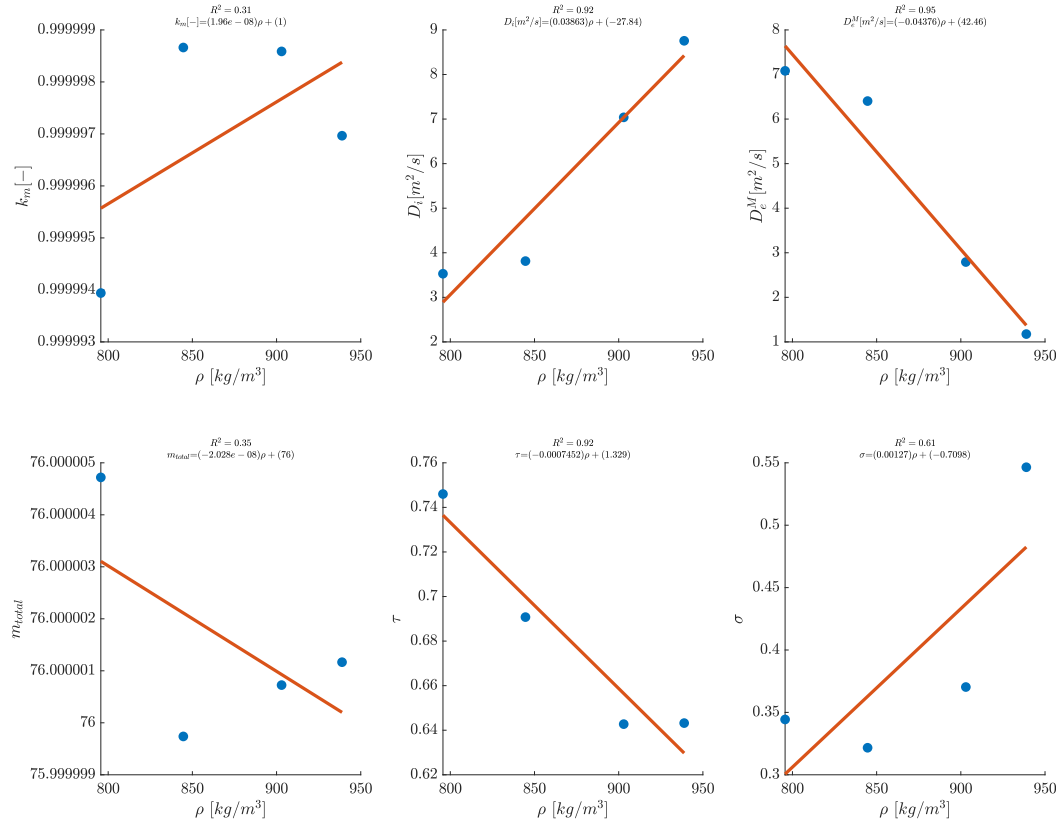 R² = 0.31
k_m[−]=(1.96e − 08)ρ + (1)
0.999999
0.999998
0.999997
0.999996
0.999995
0.999994
0.999993
k_m[−]
800 850 900 950
ρ [kg/m³]
R² = 0.92
D_i[m²/s]=(0.03863)ρ + (−27.84)
9
8
7
6
5
4
3
2
D_i[m²/s]
800 850 900 950
ρ [kg/m³]
R² = 0.95
D_e^M[m²/s]=(−0.04376)ρ + (42.46)
8
7
6
5
4
3
2
1
D_e^M[m²/s]
800 850 900 950
ρ [kg/m³]
R² = 0.35
m_total=(−2.028e − 08)ρ + (76)
76.000005
76.000004
76.000003
76.000002
76.000001
76
75.999999
m_total
800 850 900 950
ρ [kg/m³]
R² = 0.92
τ=(−0.0007452)ρ + (1.329)
0.76
0.74
0.72
0.7
0.68
0.66
0.64
0.62
τ
800 850 900 950
ρ [kg/m³]
R² = 0.61
σ=(0.00127)ρ + (−0.7098)
0.55
0.5
0.45
0.4
0.35
0.3
σ
800 850 900 950
ρ [kg/m³]